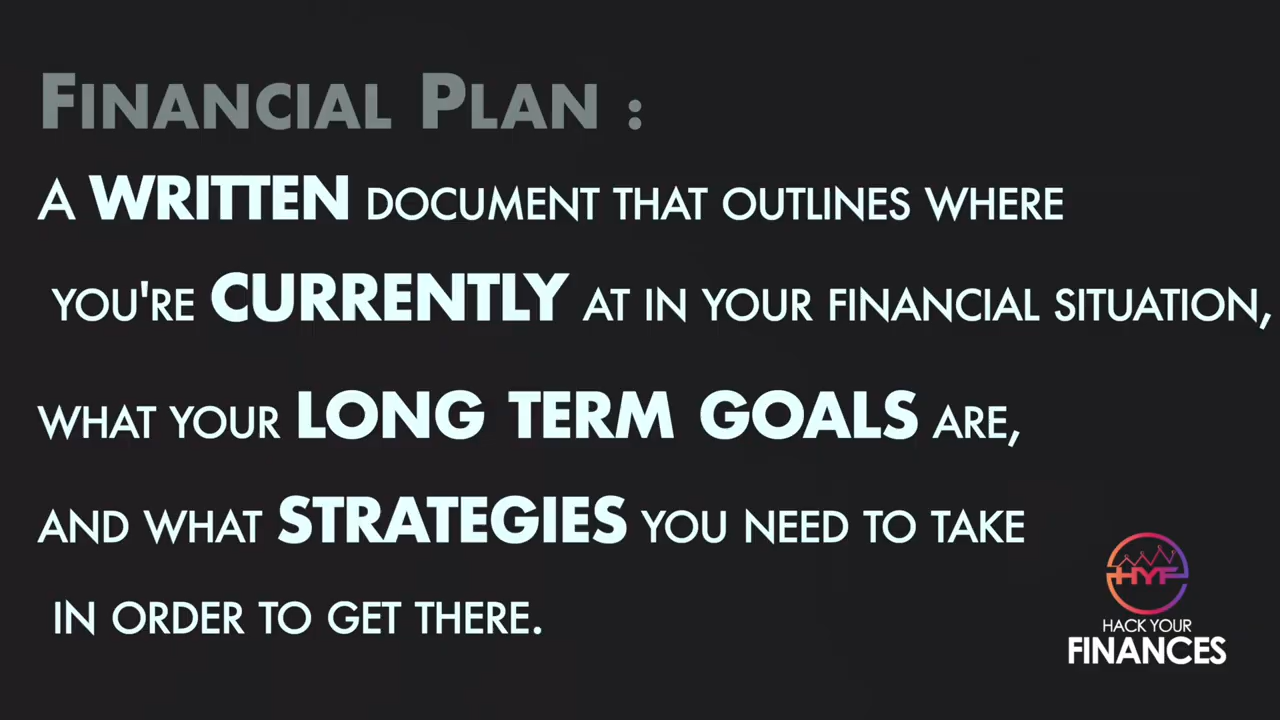 FINANCIAL PLAN :
A WRITTEN DOCUMENT THAT OUTLINES WHERE
YOU'RE CURRENTLY AT IN YOUR FINANCIAL SITUATION,
WHAT YOUR LONG TERM GOALS ARE,
AND WHAT STRATEGIES YOU NEED TO TAKE
IN ORDER TO GET THERE.
HYF
HACK YOUR
FINANCES